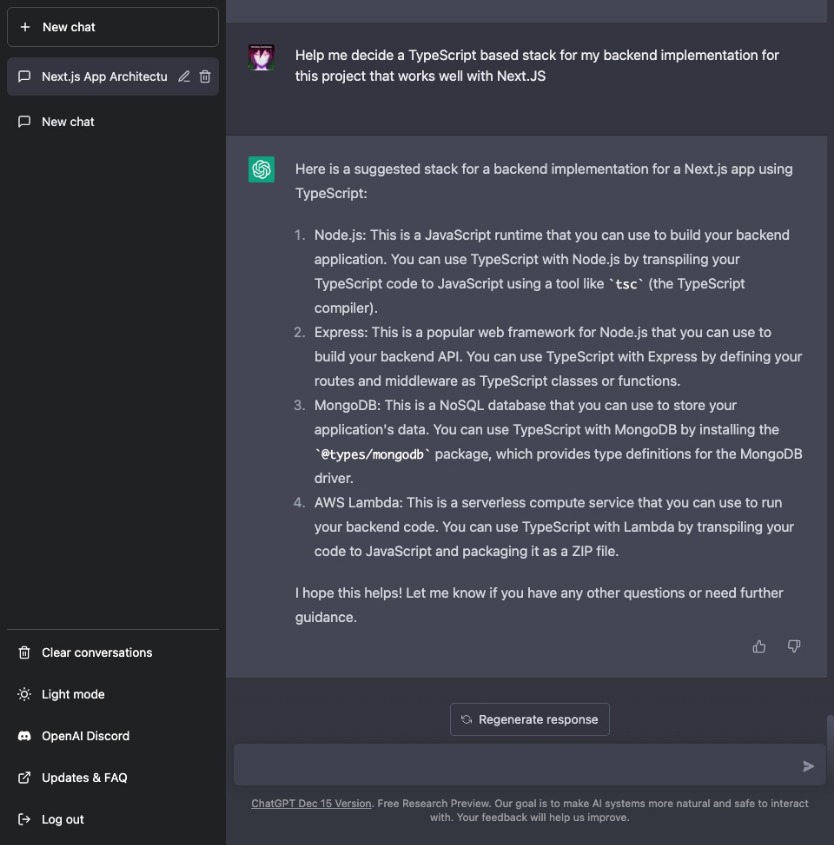 New chat
Next.js App Architectu
New chat
Clear conversations
Light mode
OpenAI Discord
Updates & FAQ
Log out
Help me decide a TypeScript based stack for my backend implementation for
this project that works well with Next.JS
Here is a suggested stack for a backend implementation for a Next.js app using
TypeScript:
1. Node.js: This is a JavaScript runtime that you can use to build your backend
application. You can use TypeScript with Node.js by transpiling your
TypeScript code to JavaScript using a tool like `tsc` (the TypeScript
compiler).
2. Express: This is a popular web framework for Node.js that you can use to
build your backend API. You can use TypeScript with Express by defining your
routes and middleware as TypeScript classes or functions.
3. MongoDB: This is a NoSQL database that you can use to store your
application's data. You can use TypeScript with MongoDB by installing the
`@types/mongodb` package, which provides type definitions for the MongoDB
driver.
4. AWS Lambda: This is a serverless compute service that you can use to run
your backend code. You can use TypeScript with Lambda by transpiling your
code to JavaScript and packaging it as a ZIP file.
I hope this helps! Let me know if you have any other questions or need further
guidance.
Regenerate response
ChatGPT Dec 15 Version. Free Research Preview. Our goal is to make AI systems more natural and safe to interact
with. Your feedback will help us improve.